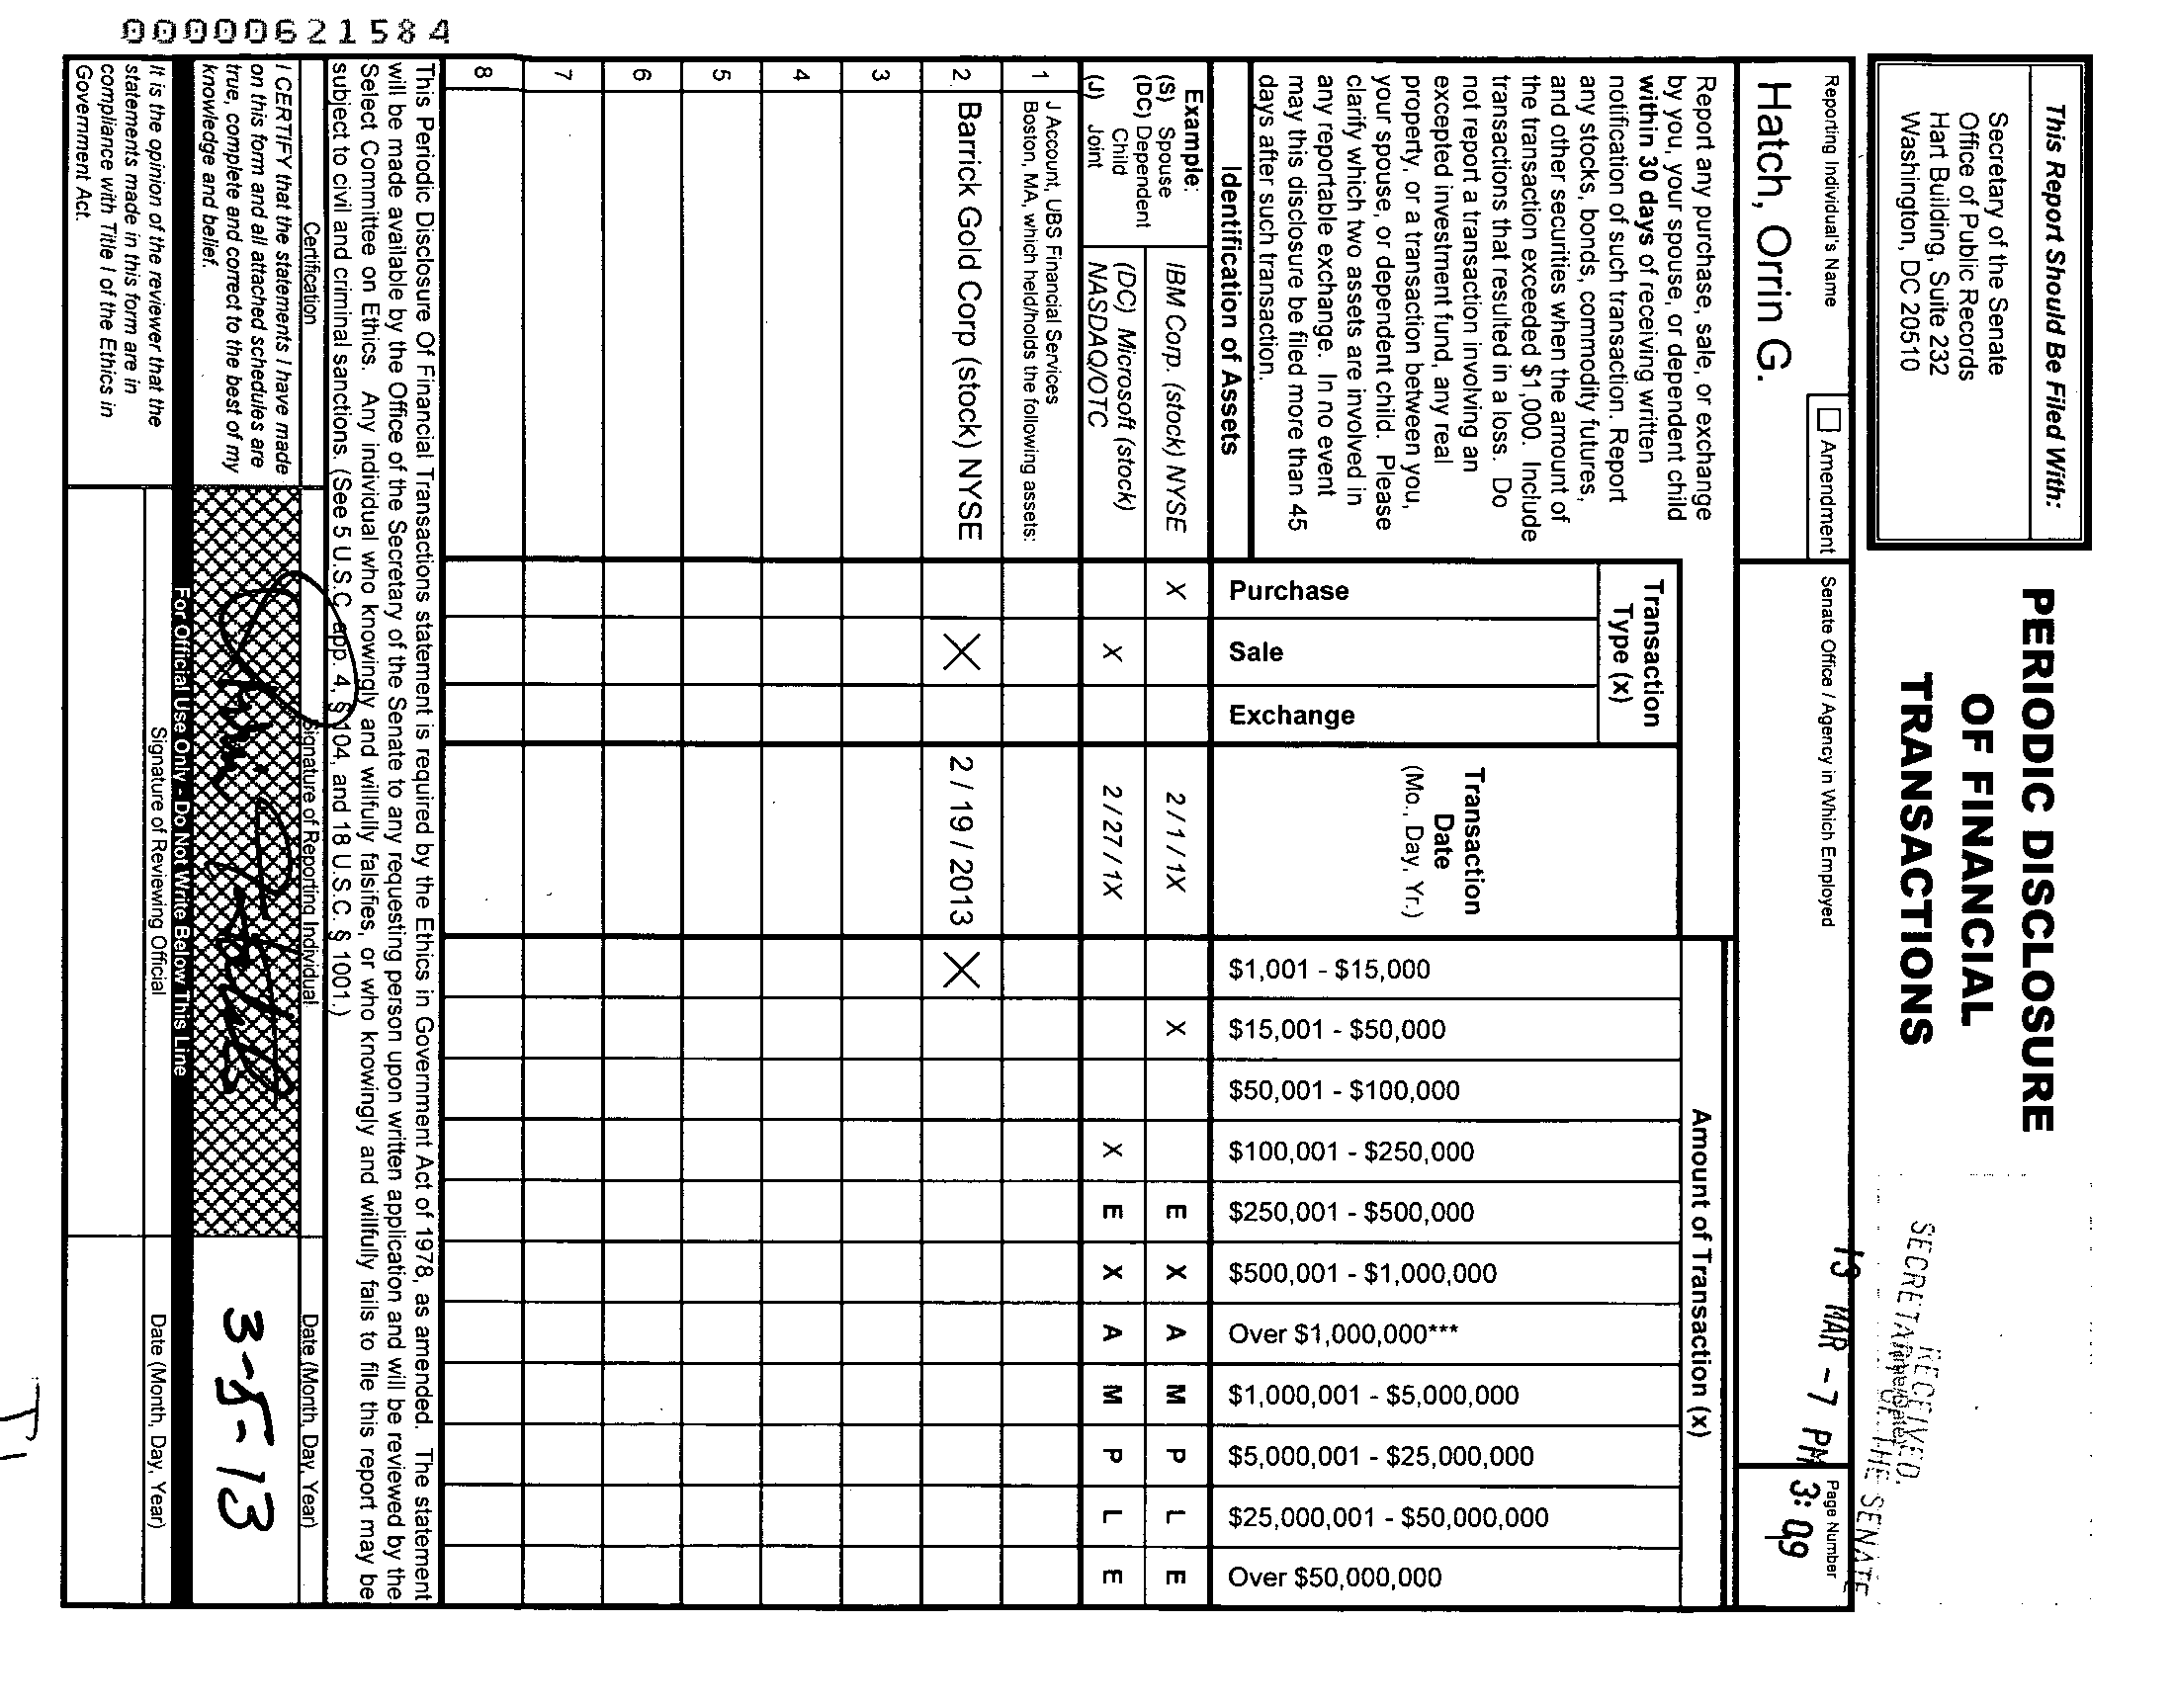 00000621584
This Report Should Be Filed With:
Secretary of the Senate
Office of Public Records
Hart Building, Suite 232
Washington, DC 20510
PERIODIC DISCLOSURE
OF FINANCIAL
TRANSACTIONS
RECEIVED
SECRETARY OF THE SENATE
13 MAR -7 PM 3:09
Reporting Individual's Name
Amendment
Hatch, Orrin G.
Senate Office / Agency in Which Employed
Page Number
Report any purchase, sale, or exchange
by you, your spouse, or dependent child
within 30 days of receiving written
notification of such transaction. Report
any stocks, bonds, commodity futures,
and other securities when the amount of
the transaction exceeded $1,000. Include
transactions that resulted in a loss. Do
not report a transaction involving an
excepted investment fund, any real
property, or a transaction between you,
your spouse, or dependent child. Please
clarify which two assets are involved in
any reportable exchange. In no event
may this disclosure be filed more than 45
days after such transaction.
Transaction
Type (x)
Purchase
Sale
Exchange
Transaction
Date
(Mo., Day, Yr.)
Amount of Transaction (x)
$1,001 - $15,000
$15,001 - $50,000
$50,001 - $100,000
$100,001 - $250,000
$250,001 - $500,000
$500,001 - $1,000,000
Over $1,000,000***
$1,000,001 - $5,000,000
$5,000,001 - $25,000,000
$25,000,001 - $50,000,000
Over $50,000,000
Identification of Assets
Example:
(S) Spouse
(DC) Dependent
Child
(J) Joint
IBM Corp. (stock) NYSE X 2 / 1 / 1X X E X A M P L E
(DC) Microsoft (stock)
NASDAQ/OTC X 2 / 27 / 1X X E X A M P L E
1 J Account, UBS Financial Services
Boston, MA, which held/holds the following assets:
2 Barrick Gold Corp (stock) NYSE X 2 / 19 / 2013 X
3
4
5
6
7
8
This Periodic Disclosure Of Financial Transactions statement is required by the Ethics in Government Act of 1978, as amended. The statement
will be made available by the Office of the Secretary of the Senate to any requesting person upon written application and will be reviewed by the
Select Committee on Ethics. Any individual who knowingly and willfully falsifies, or who knowingly and willfully fails to file this report may be
subject to civil and criminal sanctions. (See 5 U.S.C. app. 4, § 104, and 18 U.S.C. § 1001.)
Certification
Signature of Reporting Individual
Date (Month, Day, Year)
I CERTIFY that the statements I have made
on this form and all attached schedules are
true, complete and correct to the best of my
knowledge and belief.
3-5-13
For Official Use Only - Do Not Write Below This Line
It is the opinion of the reviewer that the
statements made in this form are in
compliance with Title I of the Ethics in
Government Act.
Signature of Reviewing Official
Date (Month, Day, Year)